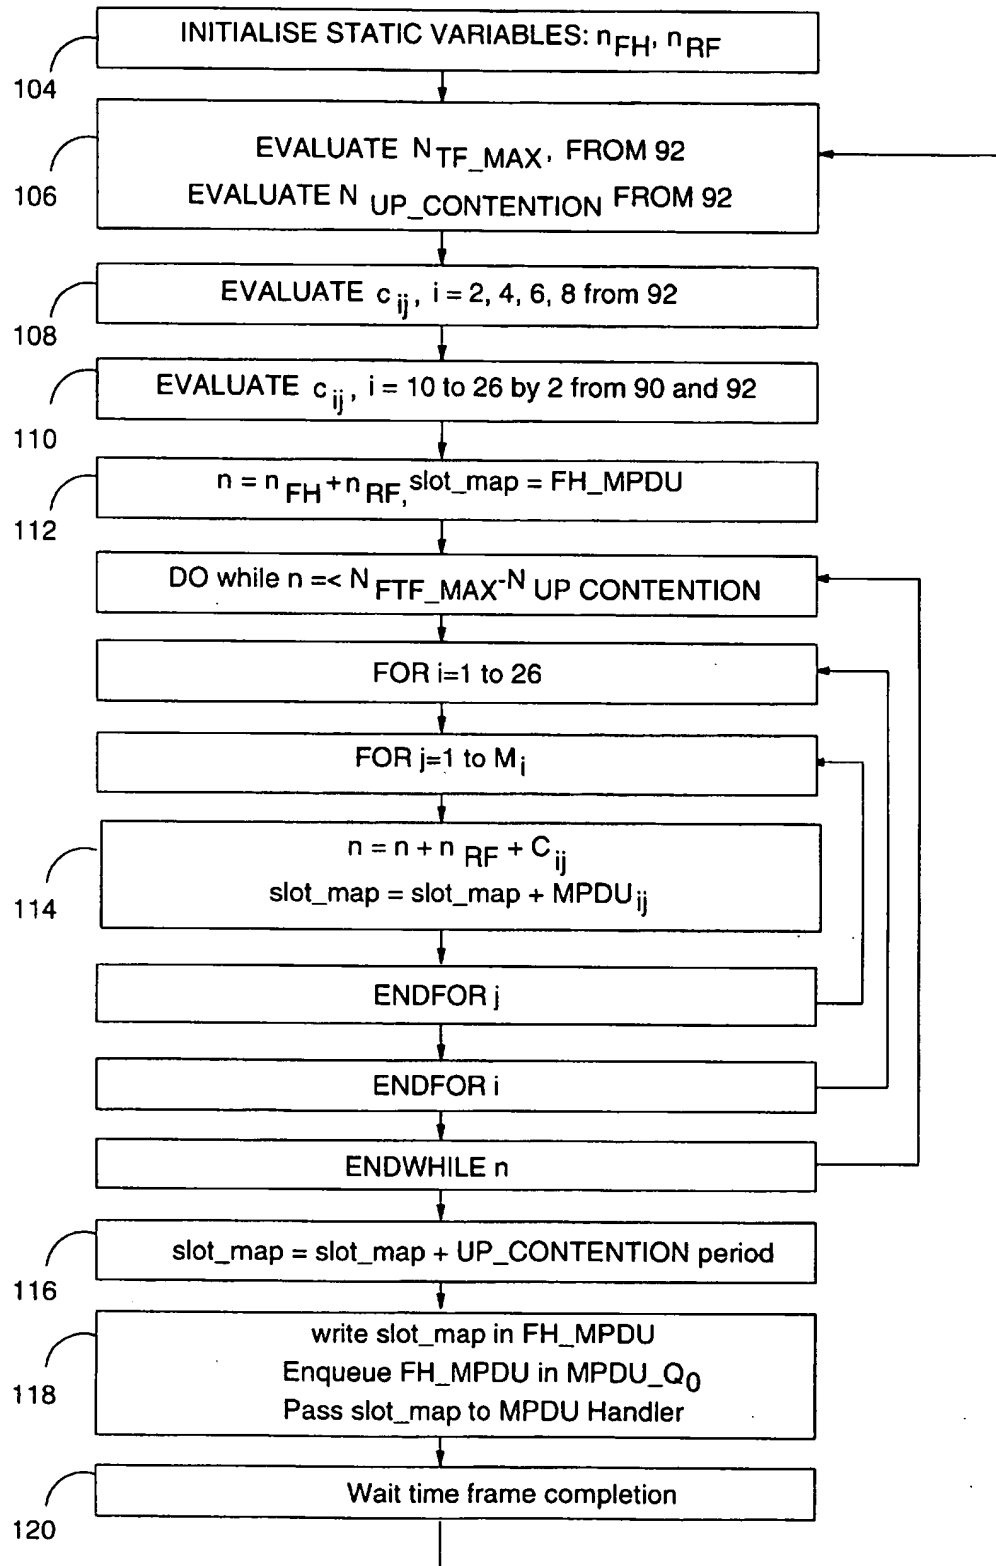 INITIALISE STATIC VARIABLES: nFH, nRF
104
EVALUATE NTF_MAX, FROM 92
EVALUATE N UP_CONTENTION FROM 92
106
EVALUATE cij, i = 2, 4, 6, 8 from 92
108
EVALUATE cij, i = 10 to 26 by 2 from 90 and 92
110
n = nFH + nRF, slot_map = FH_MPDU
112
DO while n =< NFTF_MAX-N UP CONTENTION
FOR i=1 to 26
FOR j=1 to Mi
n = n + nRF + Cij
slot_map = slot_map + MPDUij
114
ENDFOR j
ENDFOR i
ENDWHILE n
slot_map = slot_map + UP_CONTENTION period
116
write slot_map in FH_MPDU
Enqueue FH_MPDU in MPDU_Q0
Pass slot_map to MPDU Handler
118
Wait time frame completion
120